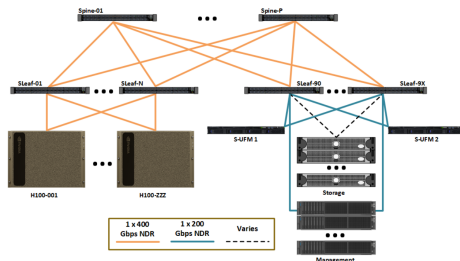 Spine-01
Spine-P
SLeaf-01
SLeaf-N
SLeaf-90
SLeaf-9X
S-UFM 1
S-UFM 2
H100-001
H100-ZZZ
Storage
1 x 400
Gbps NDR
1 x 200
Gbps NDR
Varies
Management